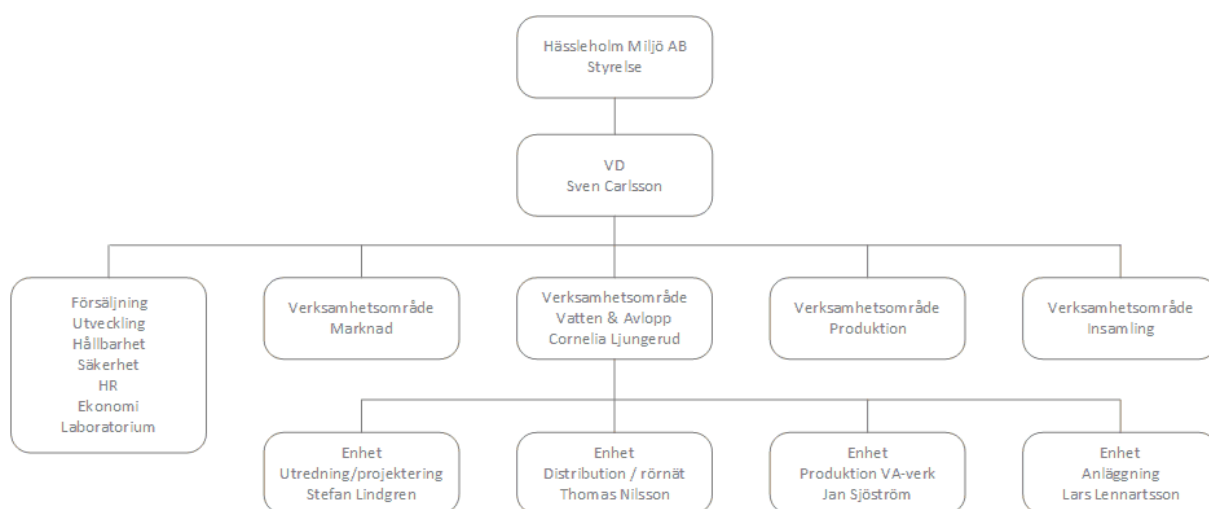 Hässleholm Miljö AB
Styrelse
VD
Sven Carlsson
Försäljning
Utveckling
Hållbarhet
Säkerhet
HR
Ekonomi
Laboratorium
Verksamhetsområde
Marknad
Verksamhetsområde
Vatten & Avlopp
Cornelia Ljungerud
Verksamhetsområde
Produktion
Verksamhetsområde
Insamling
Enhet
Utredning/projektering
Stefan Lindgren
Enhet
Distribution / rörnät
Thomas Nilsson
Enhet
Produktion VA-verk
Jan Sjöström
Enhet
Anläggning
Lars Lennartsson